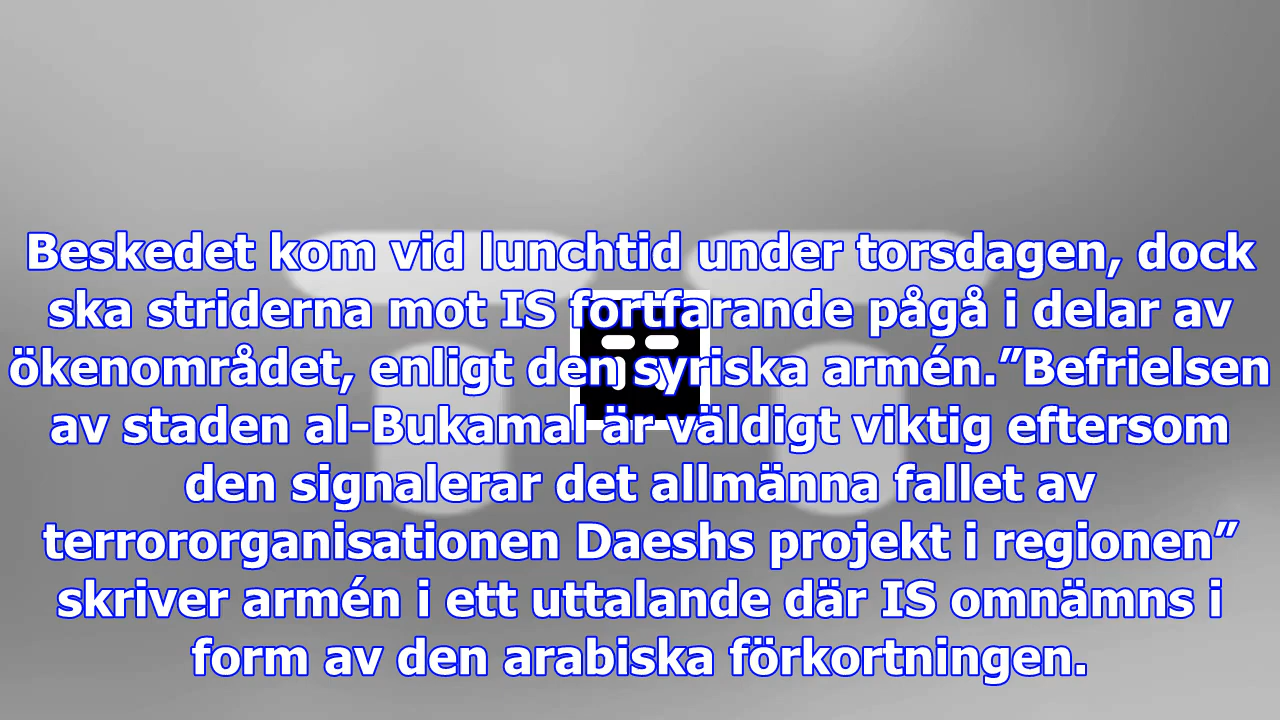 Beskedet kom vid lunchtid under torsdagen, dock
ska striderna mot IS fortfarande pågå i delar av
ökenområdet, enligt den syriska armén.”Befrielsen
av staden al-Bukamal är väldigt viktig eftersom
den signalerar det allmänna fallet av
terrororganisationen Daeshs projekt i regionen”
skriver armén i ett uttalande där IS omnämns i
form av den arabiska förkortningen.